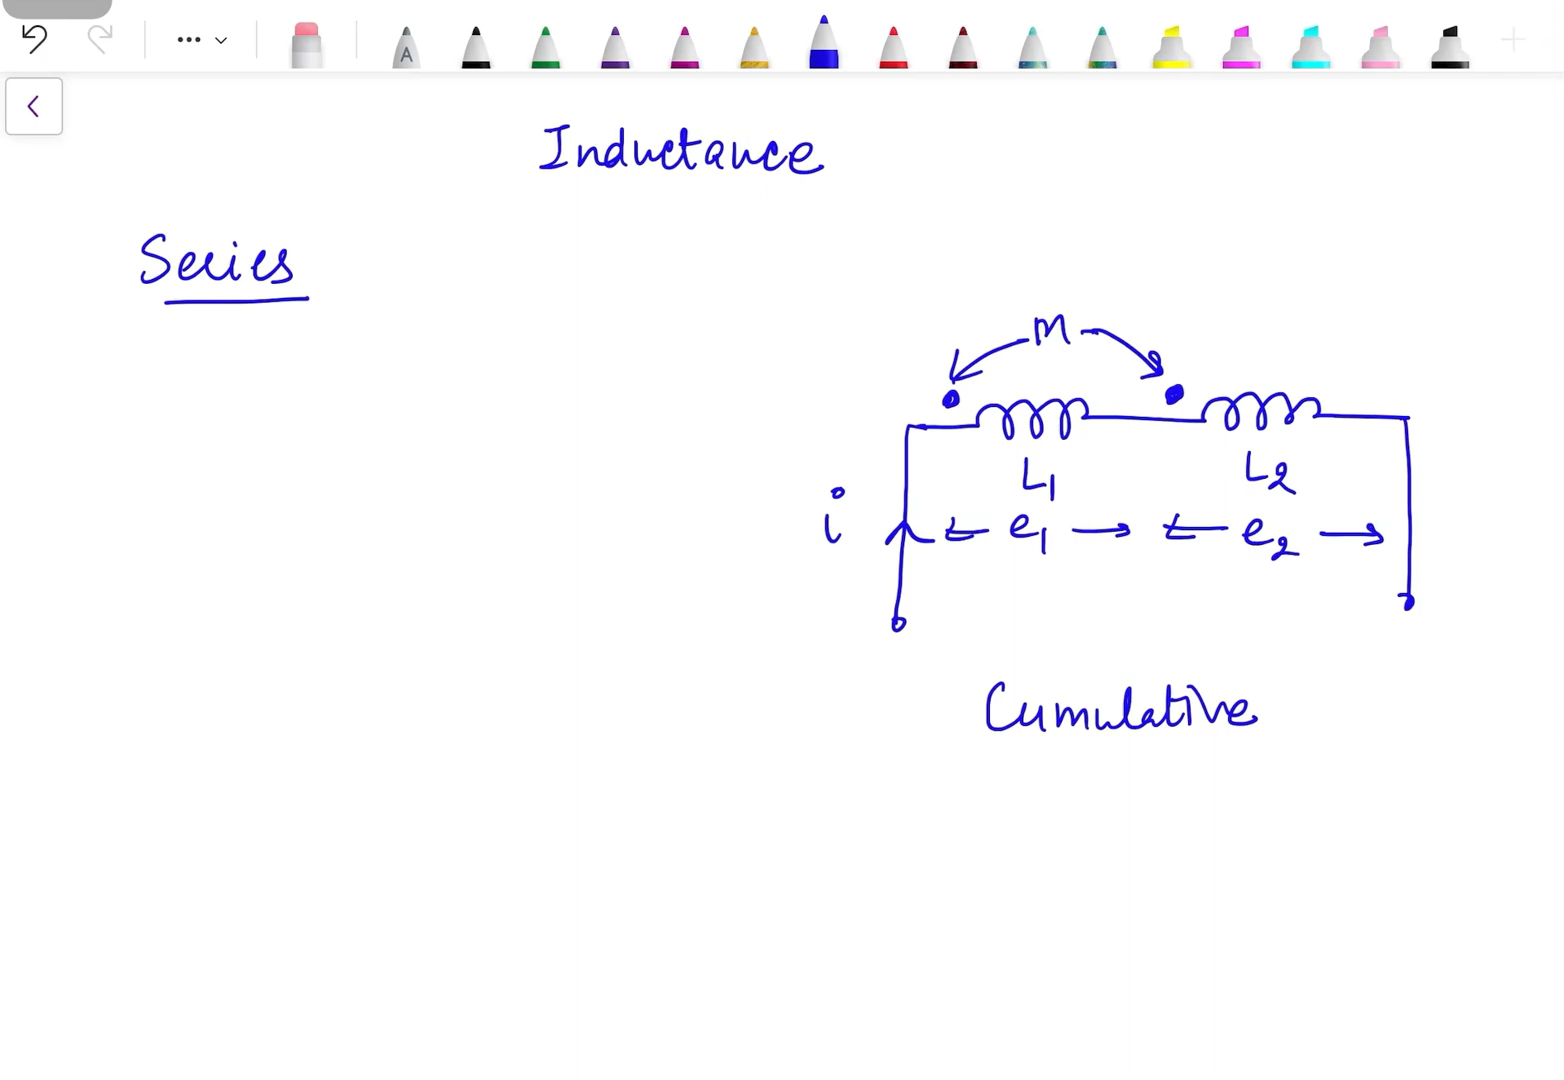 A
Inductance
Series
M
L1 L2
i e1 e2
Cumulative